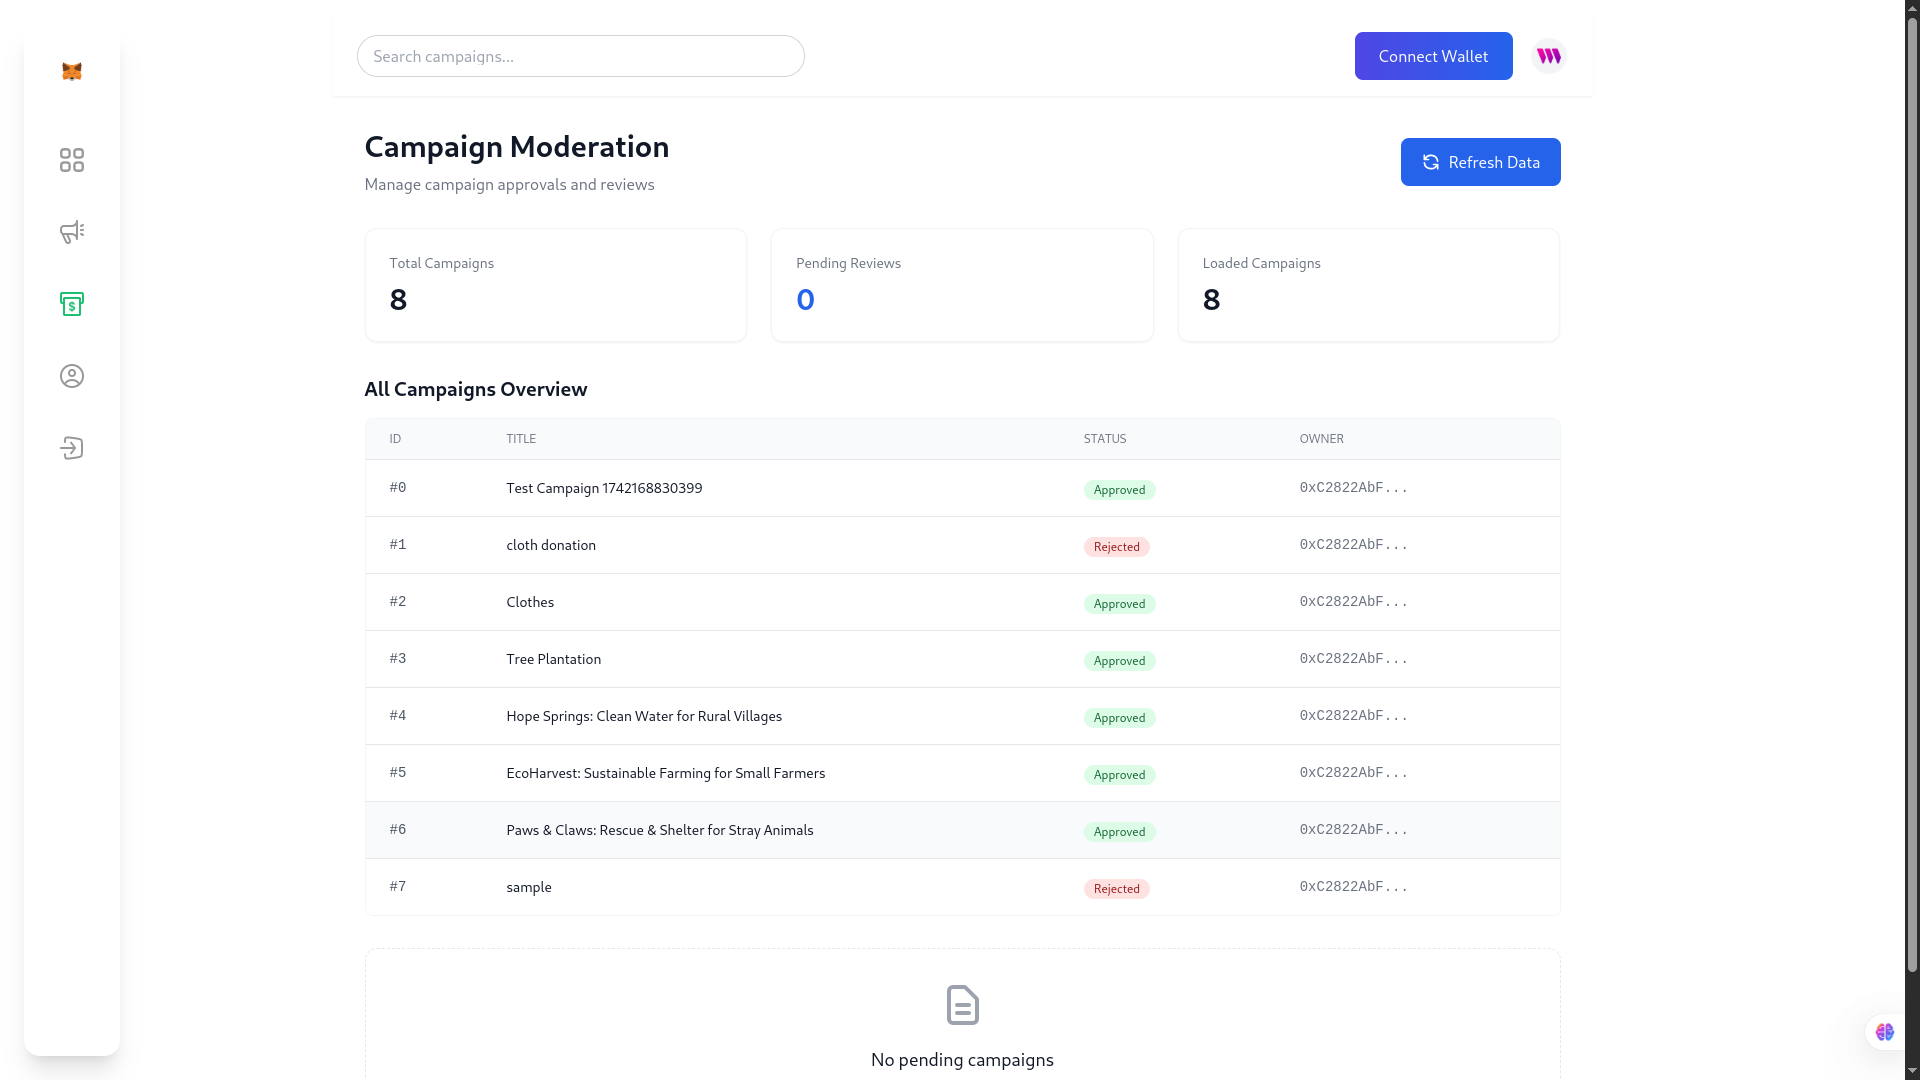 Search campaigns...
Connect Wallet
Campaign Moderation
Manage campaign approvals and reviews
Refresh Data
Total Campaigns
8
Pending Reviews
0
Loaded Campaigns
8
All Campaigns Overview
ID TITLE STATUS OWNER
#0 Test Campaign 1742168830399 Approved 0xC2822AbF...
#1 cloth donation Rejected 0xC2822AbF...
#2 Clothes Approved 0xC2822AbF...
#3 Tree Plantation Approved 0xC2822AbF...
#4 Hope Springs: Clean Water for Rural Villages Approved 0xC2822AbF...
#5 EcoHarvest: Sustainable Farming for Small Farmers Approved 0xC2822AbF...
#6 Paws & Claws: Rescue & Shelter for Stray Animals Approved 0xC2822AbF...
#7 sample Rejected 0xC2822AbF...
No pending campaigns